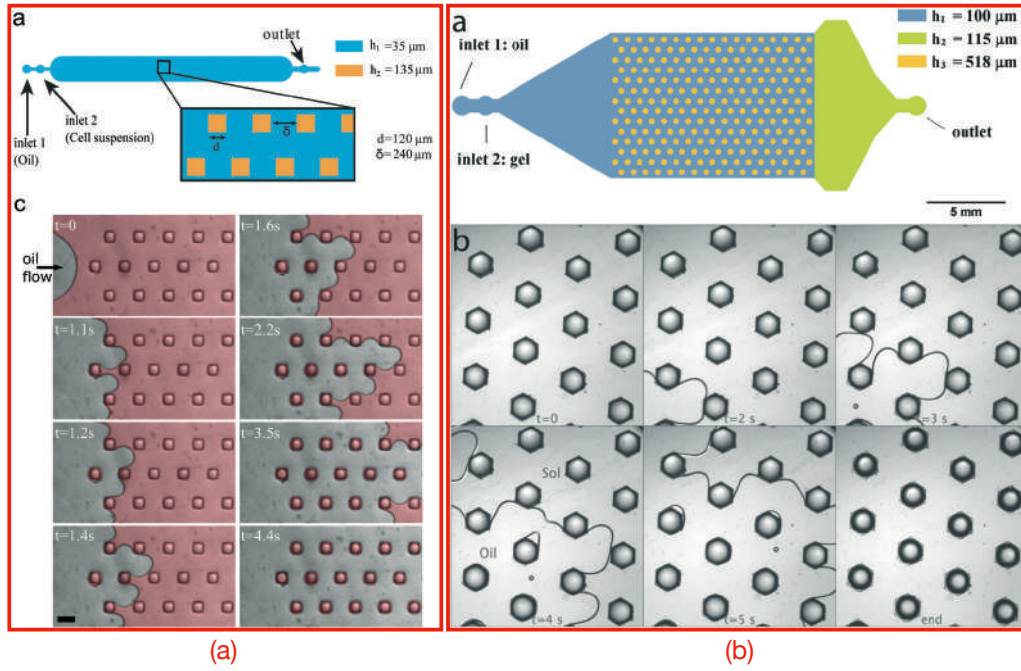 a
h₁ = 35 µm
h₂ = 135 µm
outlet
inlet 1
(Oil)
inlet 2
(Cell suspension)
δ
d
d=120 µm
δ=240 µm
c
oil
flow
t=0
t=1.6s
t=1.1s
t=2.2s
t=1.2s
t=3.5s
t=1.4s
t=4.4s
(a)
a
h₁ = 100 µm
h₂ = 115 µm
h₃ = 518 µm
inlet 1: oil
inlet 2: gel
outlet
5 mm
b
t=0
t=2 s
t=3 s
Sol
Oil
t=4 s
t=5 s
end
(b)